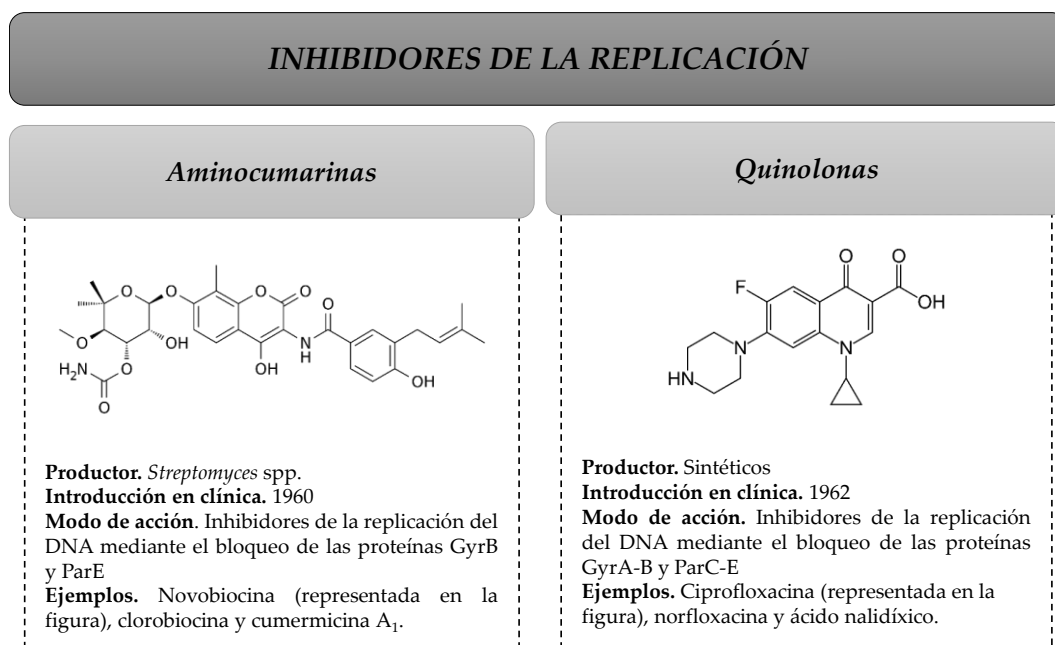 INHIBIDORES DE LA REPLICACIÓN
Aminocumarinas
O
O
O
O
O
O
O
OH
N
H
OH
OH
H2N
O
O
Productor. Streptomyces spp.
Introducción en clínica. 1960
Modo de acción. Inhibidores de la replicación del
DNA mediante el bloqueo de las proteínas GyrB
y ParE
Ejemplos. Novobiocina (representada en la
figura), clorobiocina y cumermicina A₁.
Quinolonas
O
O
F
OH
N
N
HN
Productor. Sintéticos
Introducción en clínica. 1962
Modo de acción. Inhibidores de la replicación
del DNA mediante el bloqueo de las proteínas
GyrA-B y ParC-E
Ejemplos. Ciprofloxacina (representada en la
figura), norfloxacina y ácido nalidíxico.